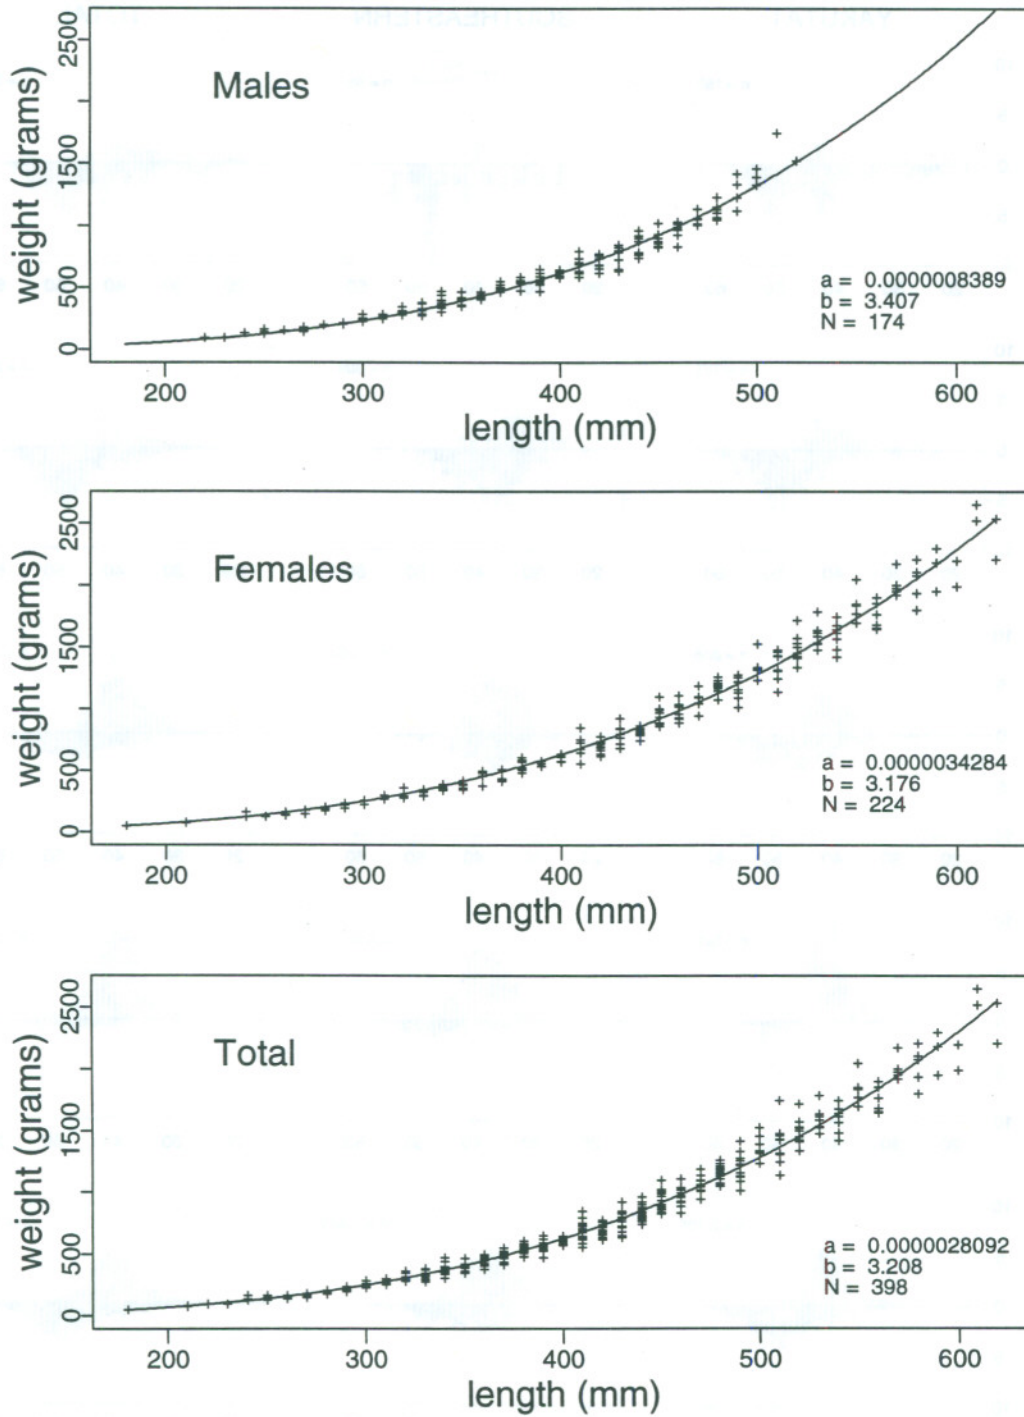 Males
weight (grams)
2500
1500
500
0
a = 0.0000008389
b = 3.407
N = 174
200 300 400 500 600
length (mm)
Females
weight (grams)
2500
1500
500
0
a = 0.0000034284
b = 3.176
N = 224
200 300 400 500 600
length (mm)
Total
weight (grams)
2500
1500
500
0
a = 0.0000028092
b = 3.208
N = 398
200 300 400 500 600
length (mm)